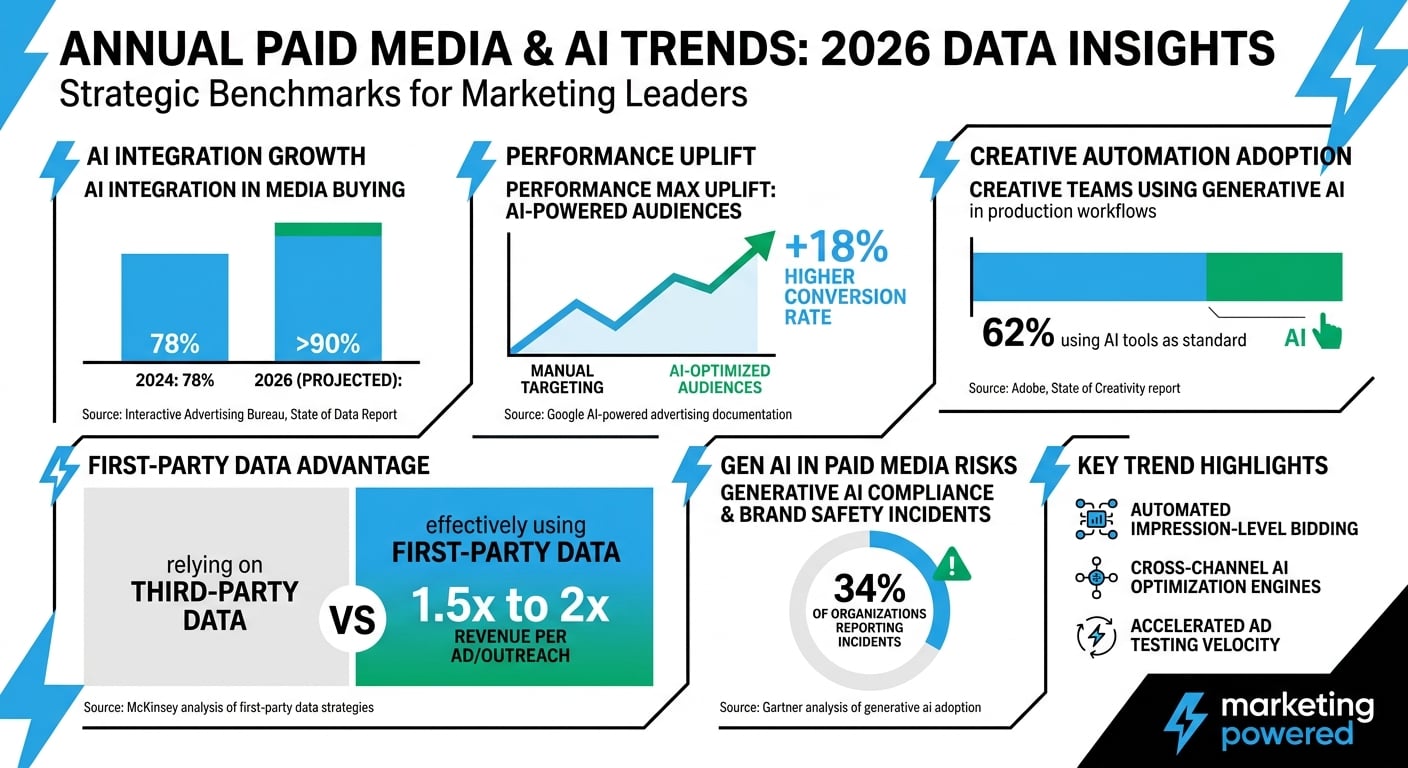 ANNUAL PAID MEDIA & AI TRENDS: 2026 DATA INSIGHTS
Strategic Benchmarks for Marketing Leaders
AI INTEGRATION GROWTH
AI INTEGRATION IN MEDIA BUYING
78%
>90%
2024: 78%
2026 (PROJECTED):
Source: Interactive Advertising Bureau, State of Data Report
PERFORMANCE UPLIFT
PERFORMANCE MAX UPLIFT:
AI-POWERED AUDIENCES
+18%
HIGHER
CONVERSION
RATE
MANUAL
TARGETING
AI-OPTIMIZED
AUDIENCES
Source: Google AI-powered advertising documentation
CREATIVE AUTOMATION ADOPTION
CREATIVE TEAMS USING GENERATIVE AI
in production workflows
62% using AI tools as standard
AI
Source: Adobe, State of Creativity report
FIRST-PARTY DATA ADVANTAGE
relying on
THIRD-PARTY
DATA
VS
effectively using
FIRST-PARTY DATA
1.5x to 2x
REVENUE PER
AD/OUTREACH
Source: McKinsey analysis of first-party data strategies
GEN AI IN PAID MEDIA RISKS
GENERATIVE AI COMPLIANCE
& BRAND SAFETY INCIDENTS
34%
OF ORGANIZATIONS
REPORTING
INCIDENTS
!
Source: Gartner analysis of generative ai adoption
KEY TREND HIGHLIGHTS
AUTOMATED
IMPRESSION-LEVEL BIDDING
CROSS-CHANNEL AI
OPTIMIZATION ENGINES
ACCELERATED AD
TESTING VELOCITY
marketing
powered